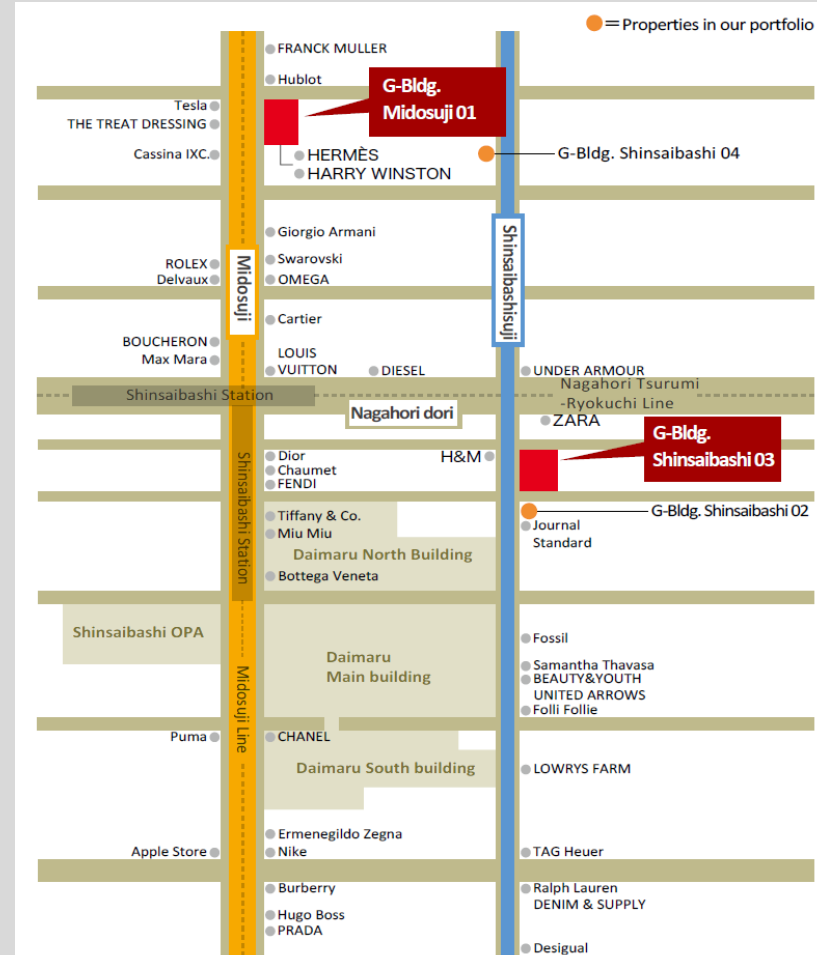 = Properties in our portfolio
FRANCK MULLER
Hublot
G-Bldg.
Midosuji 01
Tesla
THE TREAT DRESSING
Cassina IXC.
HERMÈS
HARRY WINSTON
G-Bldg. Shinsaibashi 04
Giorgio Armani
Swarovski
OMEGA
ROLEX
Delvaux
Midosuji
Shinsaibashisuji
Cartier
BOUCHERON
Max Mara
LOUIS
VUITTON
DIESEL
UNDER ARMOUR
Shinsaibashi Station
Nagahori Tsurumi
-Ryokuchi Line
Nagahori dori
ZARA
G-Bldg.
Shinsaibashi 03
Dior
Chaumet
FENDI
H&M
Shinsaibashi Station
G-Bldg. Shinsaibashi 02
Journal
Standard
Tiffany & Co.
Miu Miu
Daimaru North Building
Bottega Veneta
Shinsaibashi OPA
Daimaru
Main building
Fossil
Samantha Thavasa
BEAUTY&YOUTH
UNITED ARROWS
Folli Follie
Midosuji Line
Puma
CHANEL
Daimaru South building
LOWRYS FARM
Ermenegildo Zegna
Nike
Apple Store
TAG Heuer
Burberry
Hugo Boss
PRADA
Ralph Lauren
DENIM & SUPPLY
Desigual